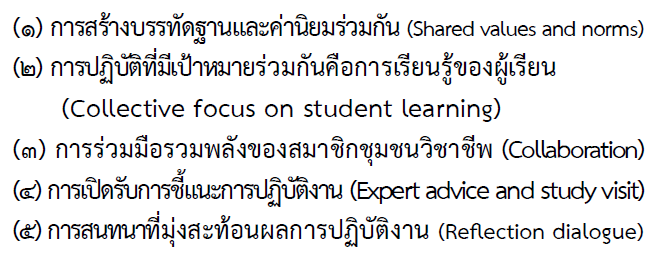 (๑) การสร้างบรรทัดฐานและค่านิยมร่วมกัน (Shared values and norms)
(๒) การปฏิบัติที่มีเป้าหมายร่วมกันคือการเรียนรู้ของผู้เรียน
(Collective focus on student learning)
(๓) การร่วมมือรวมพลังของสมาชิกชุมชนวิชาชีพ (Collaboration)
(๔) การเปิดรับการชี้แนะการปฏิบัติงาน (Expert advice and study visit)
(๕) การสนทนาที่มุ่งสะท้อนผลการปฏิบัติงาน (Reflection dialogue)